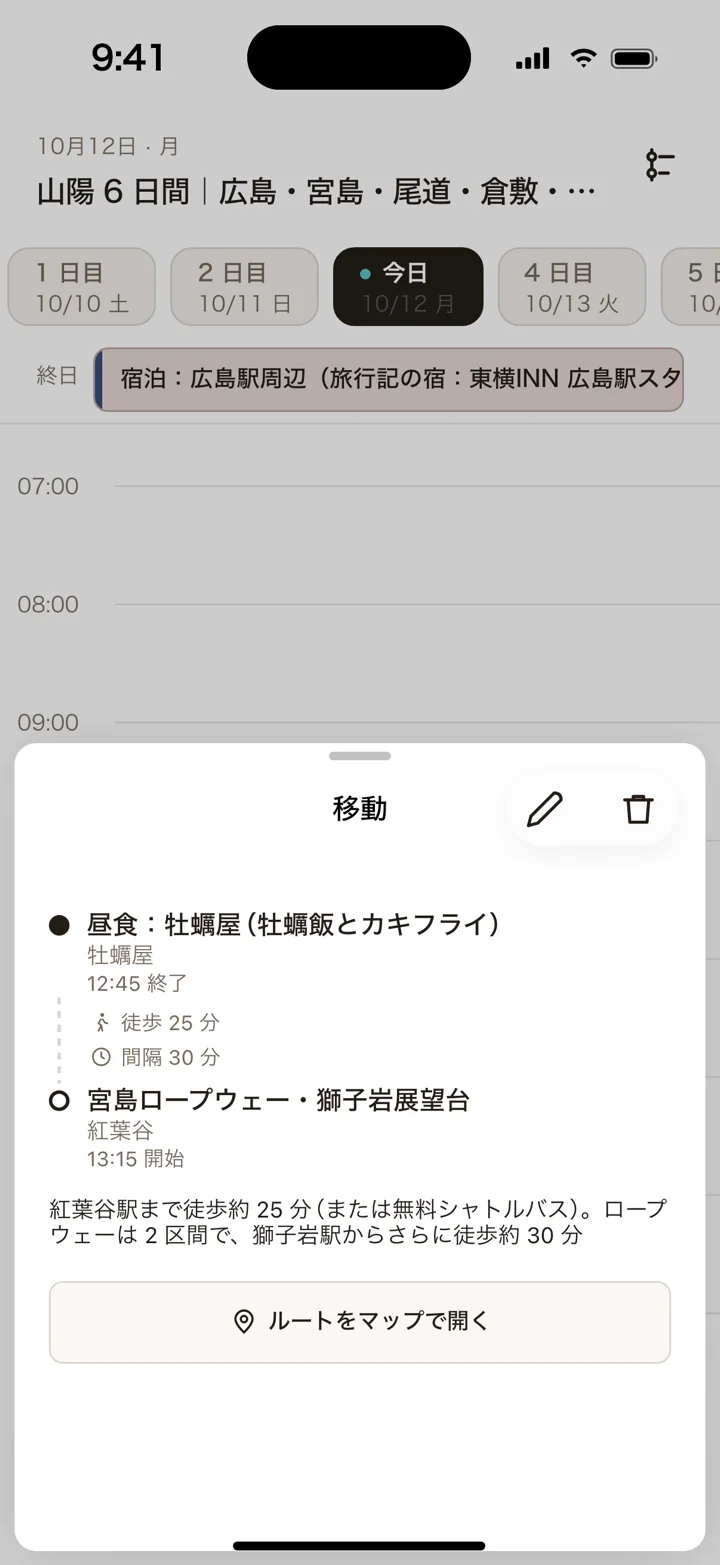 9:41
10月12日 · 月
山陽 6 日間｜広島・宮島・尾道・倉敷・…
1 日目
10/10 土
2 日目
10/11 日
今日
10/12 月
4 日目
10/13 火
5 日
10/
終日
宿泊：広島駅周辺（旅行記の宿：東横INN 広島駅スタ
07:00
08:00
09:00
移動
昼食：牡蠣屋（牡蠣飯とカキフライ）
牡蠣屋
12:45 終了
徒歩 25 分
間隔 30 分
宮島ロープウェー・獅子岩展望台
紅葉谷
13:15 開始
紅葉谷駅まで徒歩約 25 分（または無料シャトルバス）。ロープ
ウェーは 2 区間で、獅子岩駅からさらに徒歩約 30 分
ルートをマップで開く